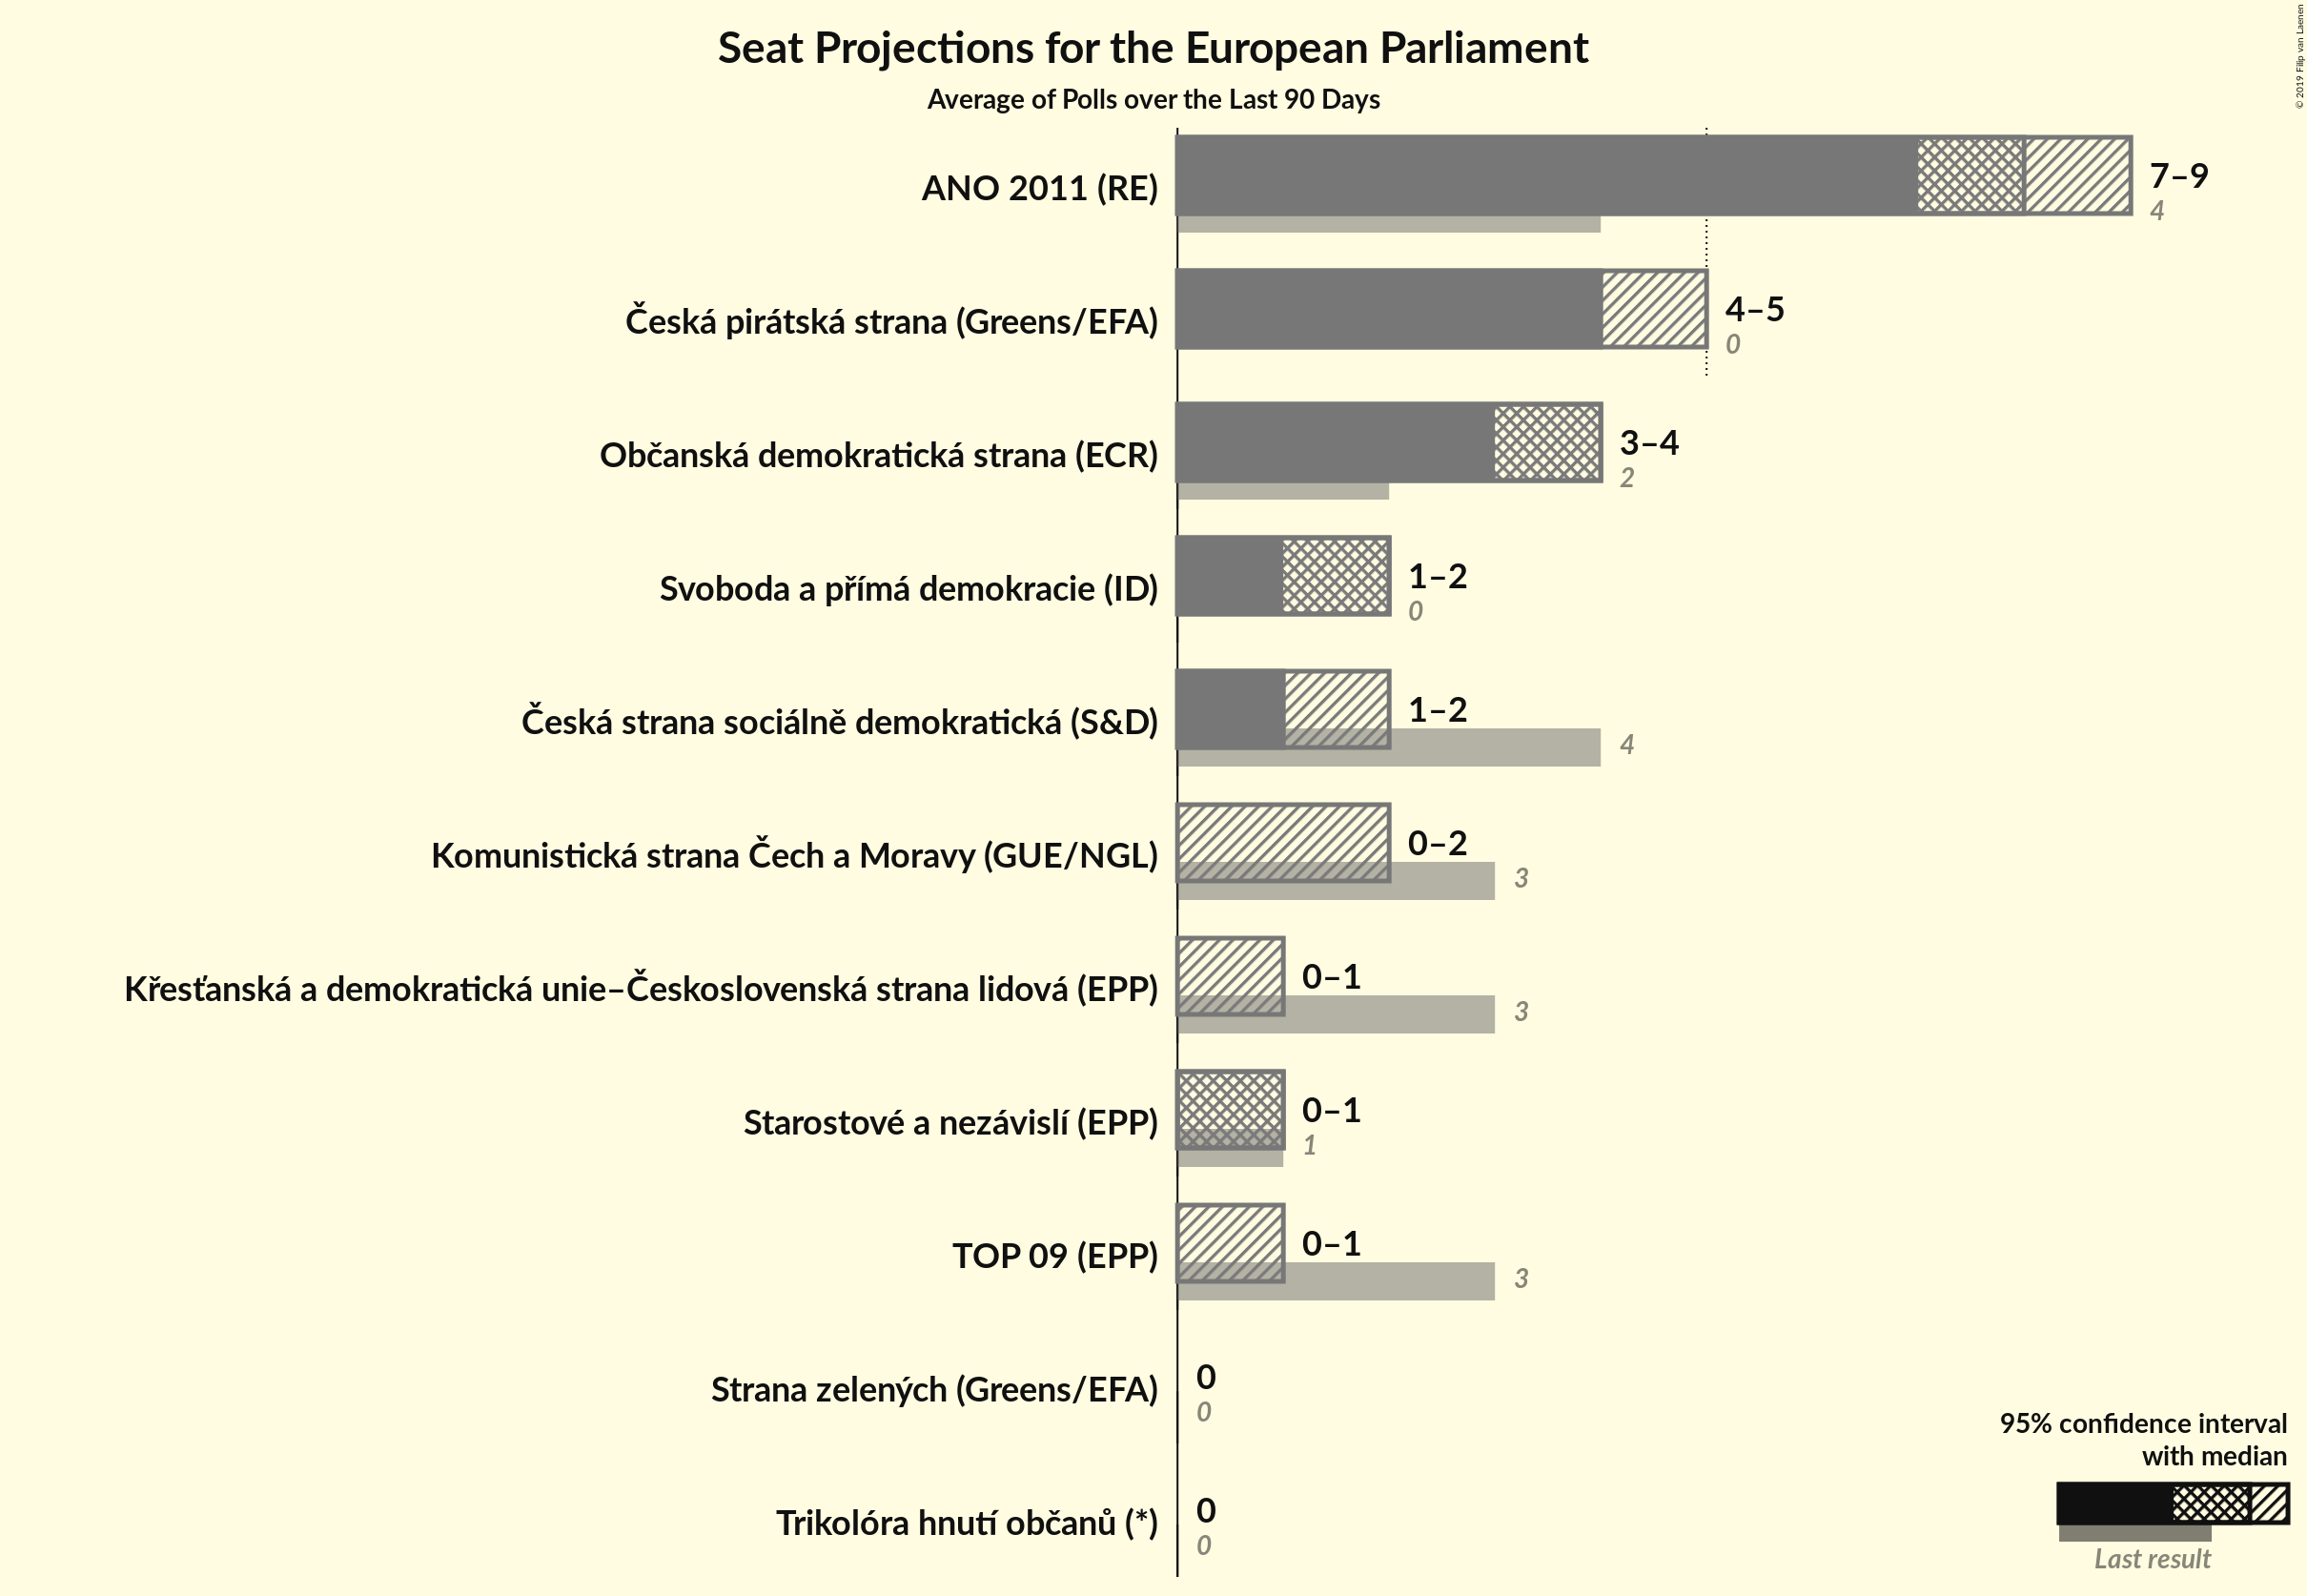 Seat Projections for the European Parliament
Average of Polls over the Last 90 Days
© 2019 Filip van Laenen
ANO 2011 (RE)
7–9
4
Česká pirátská strana (Greens/EFA)
4–5
0
Občanská demokratická strana (ECR)
3–4
2
Svoboda a přímá demokracie (ID)
1–2
0
Česká strana sociálně demokratická (S&D)
1–2
4
Komunistická strana Čech a Moravy (GUE/NGL)
0–2
3
Křesťanská a demokratická unie–Československá strana lidová (EPP)
0–1
3
Starostové a nezávislí (EPP)
0–1
1
TOP 09 (EPP)
0–1
3
Strana zelených (Greens/EFA)
0
0
Trikolóra hnutí občanů (*)
0
0
95% confidence interval
with median
Last result